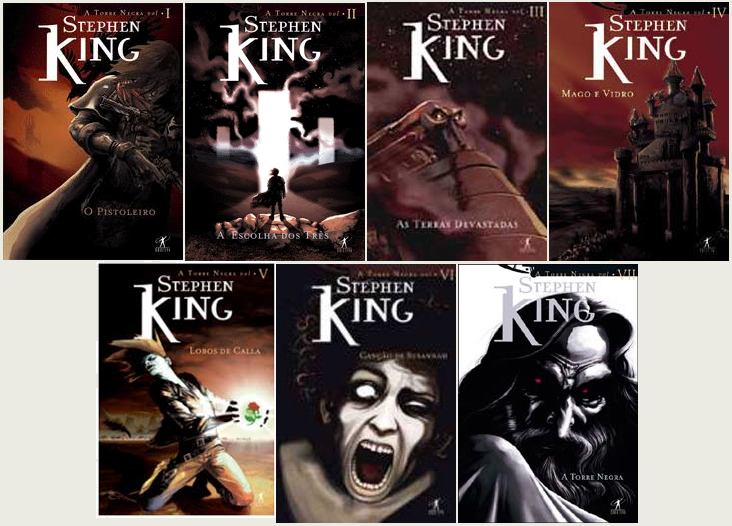 A TORRE NEGRA vol • I
STEPHEN
KING
O PISTOLEIRO
A TORRE NEGRA vol • II
STEPHEN
KING
A ESCOLHA DOS TRÊS
A TORRE NEGRA vol • III
STEPHEN
KING
AS TERRAS DEVASTADAS
A TORRE NEGRA vol • IV
STEPHEN
KING
MAGO E VIDRO
A TORRE NEGRA vol • V
STEPHEN
KING
LOBOS DE CALLA
A TORRE NEGRA vol • VI
STEPHEN
KING
CANÇÃO DE SUSANNAH
A TORRE NEGRA vol • VII
STEPHEN
KING
A TORRE NEGRA